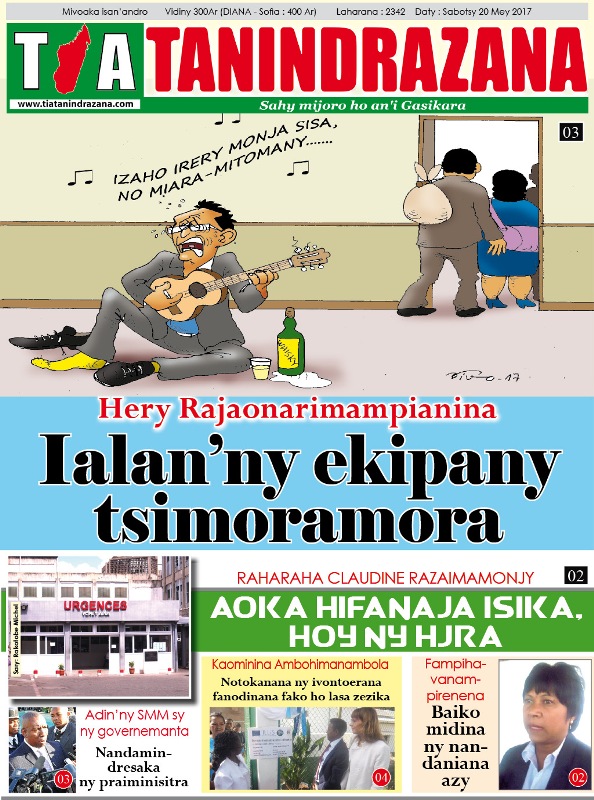 Mivoaka Isan'andro Vidiny 300Ar (DIANA - Sofia : 400 Ar) Laharana : 2342 Daty : Sabotsy 20 Mey 2017
TIA TANINDRAZANA
www.tiatanindrazana.com
Sahy mijoro ho an'i Gasikara
03
IZAHO IRERY MONJA SISA,
NO MIARA-MITOMANY.......
WHISKY
Hery Rajaonarimampianina
Ialan'ny ekipany
tsimoramora
RAHARAHA CLAUDINE RAZAIMAMONJY 02
AOKA HIFANAJA ISIKA,
HOY NY HJRA
URGENCES
Sary: Rakotobe Michel
Adin'ny SMM sy
ny governemanta
Nandamin-
dresaka
ny praiminisitra
03
Kaominina Ambohimanambola
Notokanana ny ivontoerana
fanodinana fako ho lasa zezika
04
Fampiha-
vanam-
pirenena
Baiko
midina
ny nan-
daniana
azy
02